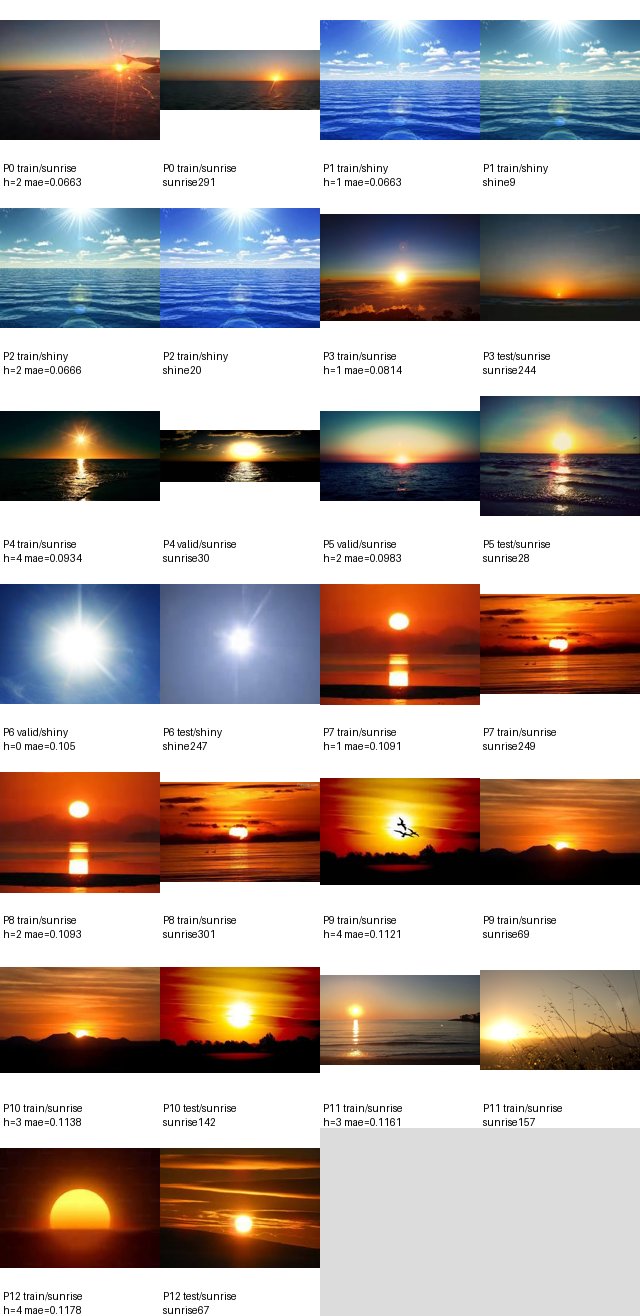 P0 train/sunrise
h=2 mae=0.0663
P0 train/sunrise
sunrise291
P1 train/shiny
h=1 mae=0.0663
P1 train/shiny
shine9
P2 train/shiny
h=2 mae=0.0666
P2 train/shiny
shine20
P3 train/sunrise
h=1 mae=0.0814
P3 test/sunrise
sunrise244
P4 train/sunrise
h=4 mae=0.0934
P4 valid/sunrise
sunrise30
P5 valid/sunrise
h=2 mae=0.0983
P5 test/sunrise
sunrise28
P6 valid/shiny
h=0 mae=0.105
P6 test/shiny
shine247
P7 train/sunrise
h=1 mae=0.1091
P7 train/sunrise
sunrise249
P8 train/sunrise
h=2 mae=0.1093
P8 train/sunrise
sunrise301
P9 train/sunrise
h=4 mae=0.1121
P9 train/sunrise
sunrise69
P10 train/sunrise
h=3 mae=0.1138
P10 test/sunrise
sunrise142
P11 train/sunrise
h=3 mae=0.1161
P11 train/sunrise
sunrise157
P12 train/sunrise
h=4 mae=0.1178
P12 test/sunrise
sunrise67